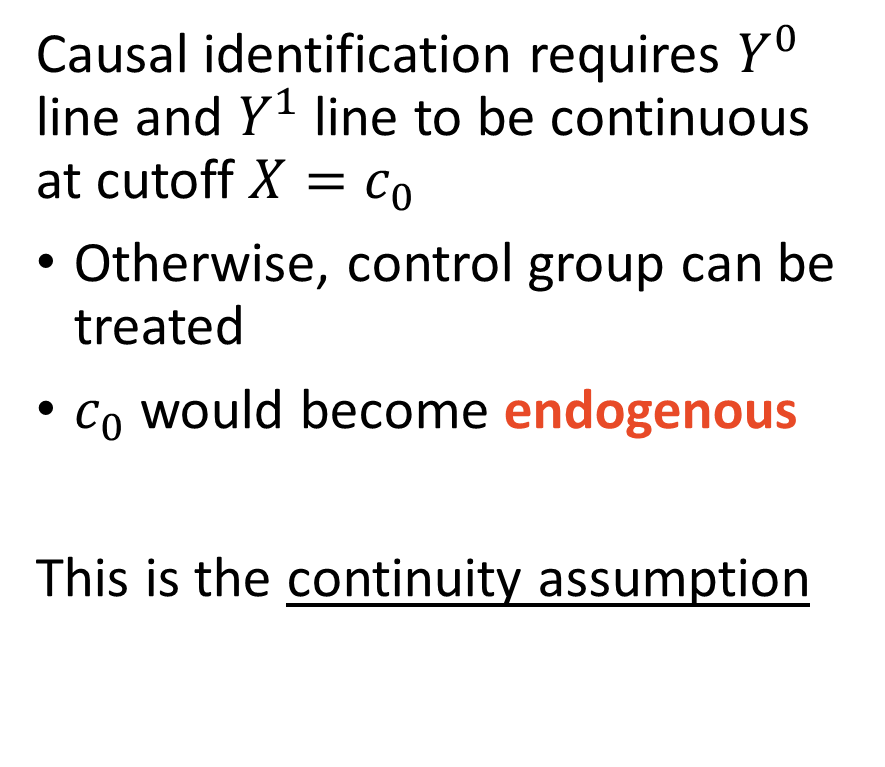 Causal identification requires Y⁰
line and Y¹ line to be continuous
at cutoff X = c₀
• Otherwise, control group can be
treated
• c₀ would become endogenous
This is the continuity assumption